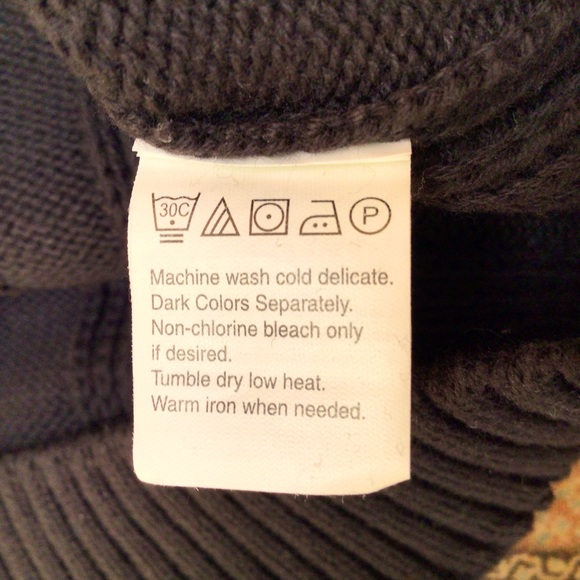 30C P
Machine wash cold delicate.
Dark Colors Separately.
Non-chlorine bleach only
if desired.
Tumble dry low heat.
Warm iron when needed.